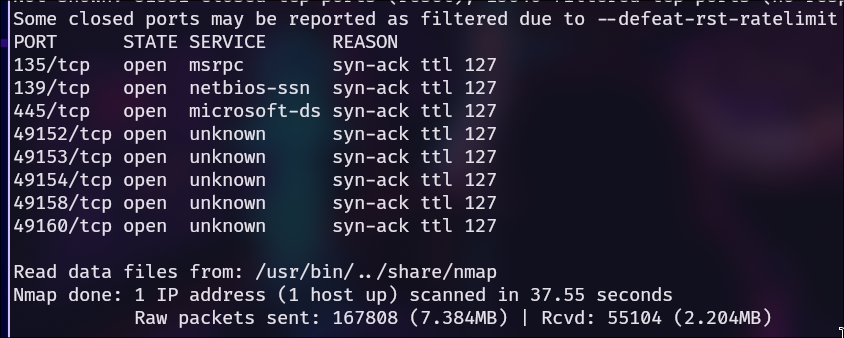 Some closed ports may be reported as filtered due to --defeat-rst-ratelimit
PORT STATE SERVICE REASON
135/tcp open msrpc syn-ack ttl 127
139/tcp open netbios-ssn syn-ack ttl 127
445/tcp open microsoft-ds syn-ack ttl 127
49152/tcp open unknown syn-ack ttl 127
49153/tcp open unknown syn-ack ttl 127
49154/tcp open unknown syn-ack ttl 127
49158/tcp open unknown syn-ack ttl 127
49160/tcp open unknown syn-ack ttl 127
Read data files from: /usr/bin/../share/nmap
Nmap done: 1 IP address (1 host up) scanned in 37.55 seconds
Raw packets sent: 167808 (7.384MB) | Rcvd: 55104 (2.204MB)